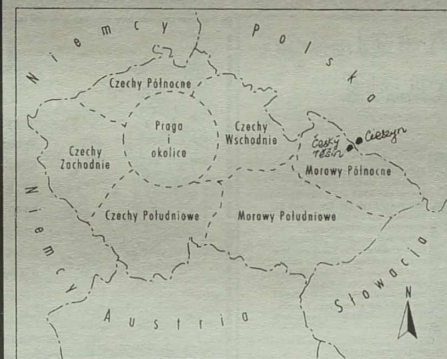 Niemcy
Polska
Czechy Północne
Praga
i
okolica
Czechy
Wschodnie
Český
Těšín
Cieszyn
Czechy
Zachodnie
Morawy Północne
Niemcy
Czechy Południowe
Morawy Południowe
Słowacja
Austria
N